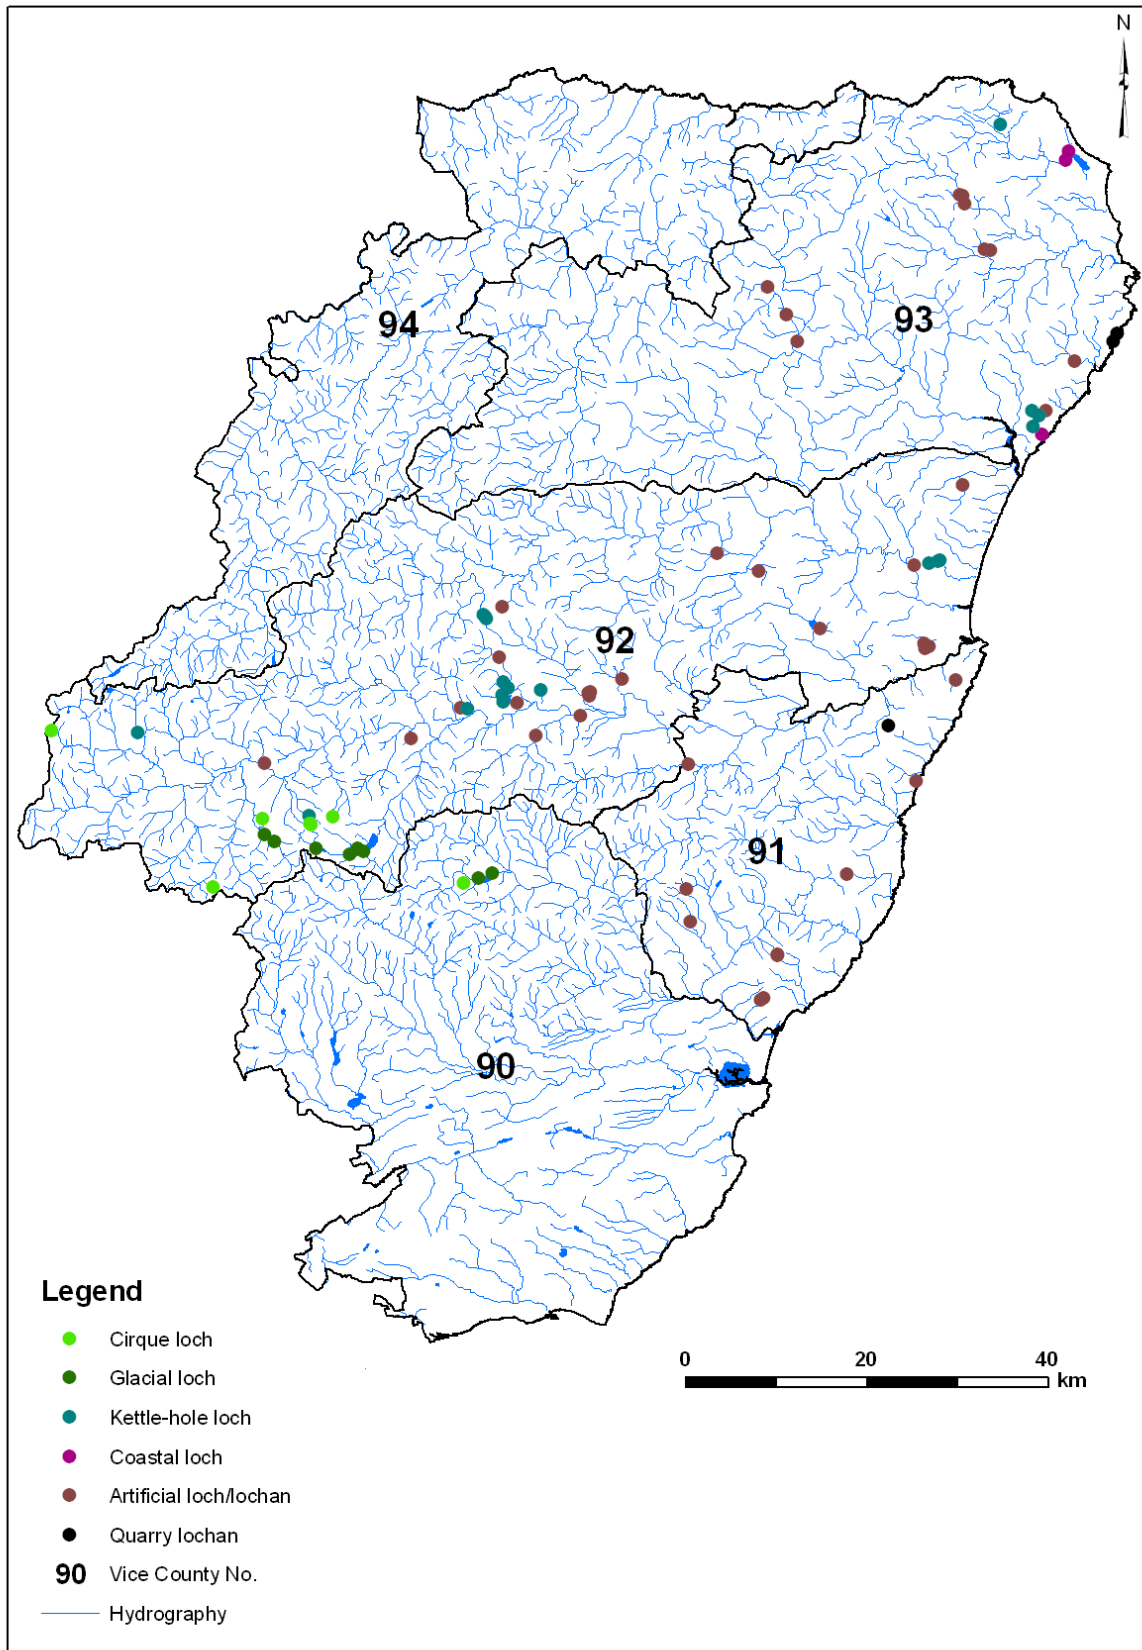 N
94
93
92
91
90
Legend
Cirque loch
Glacial loch
Kettle-hole loch
Coastal loch
Artificial loch/lochan
Quarry lochan
90 Vice County No.
Hydrography
0 20 40
km